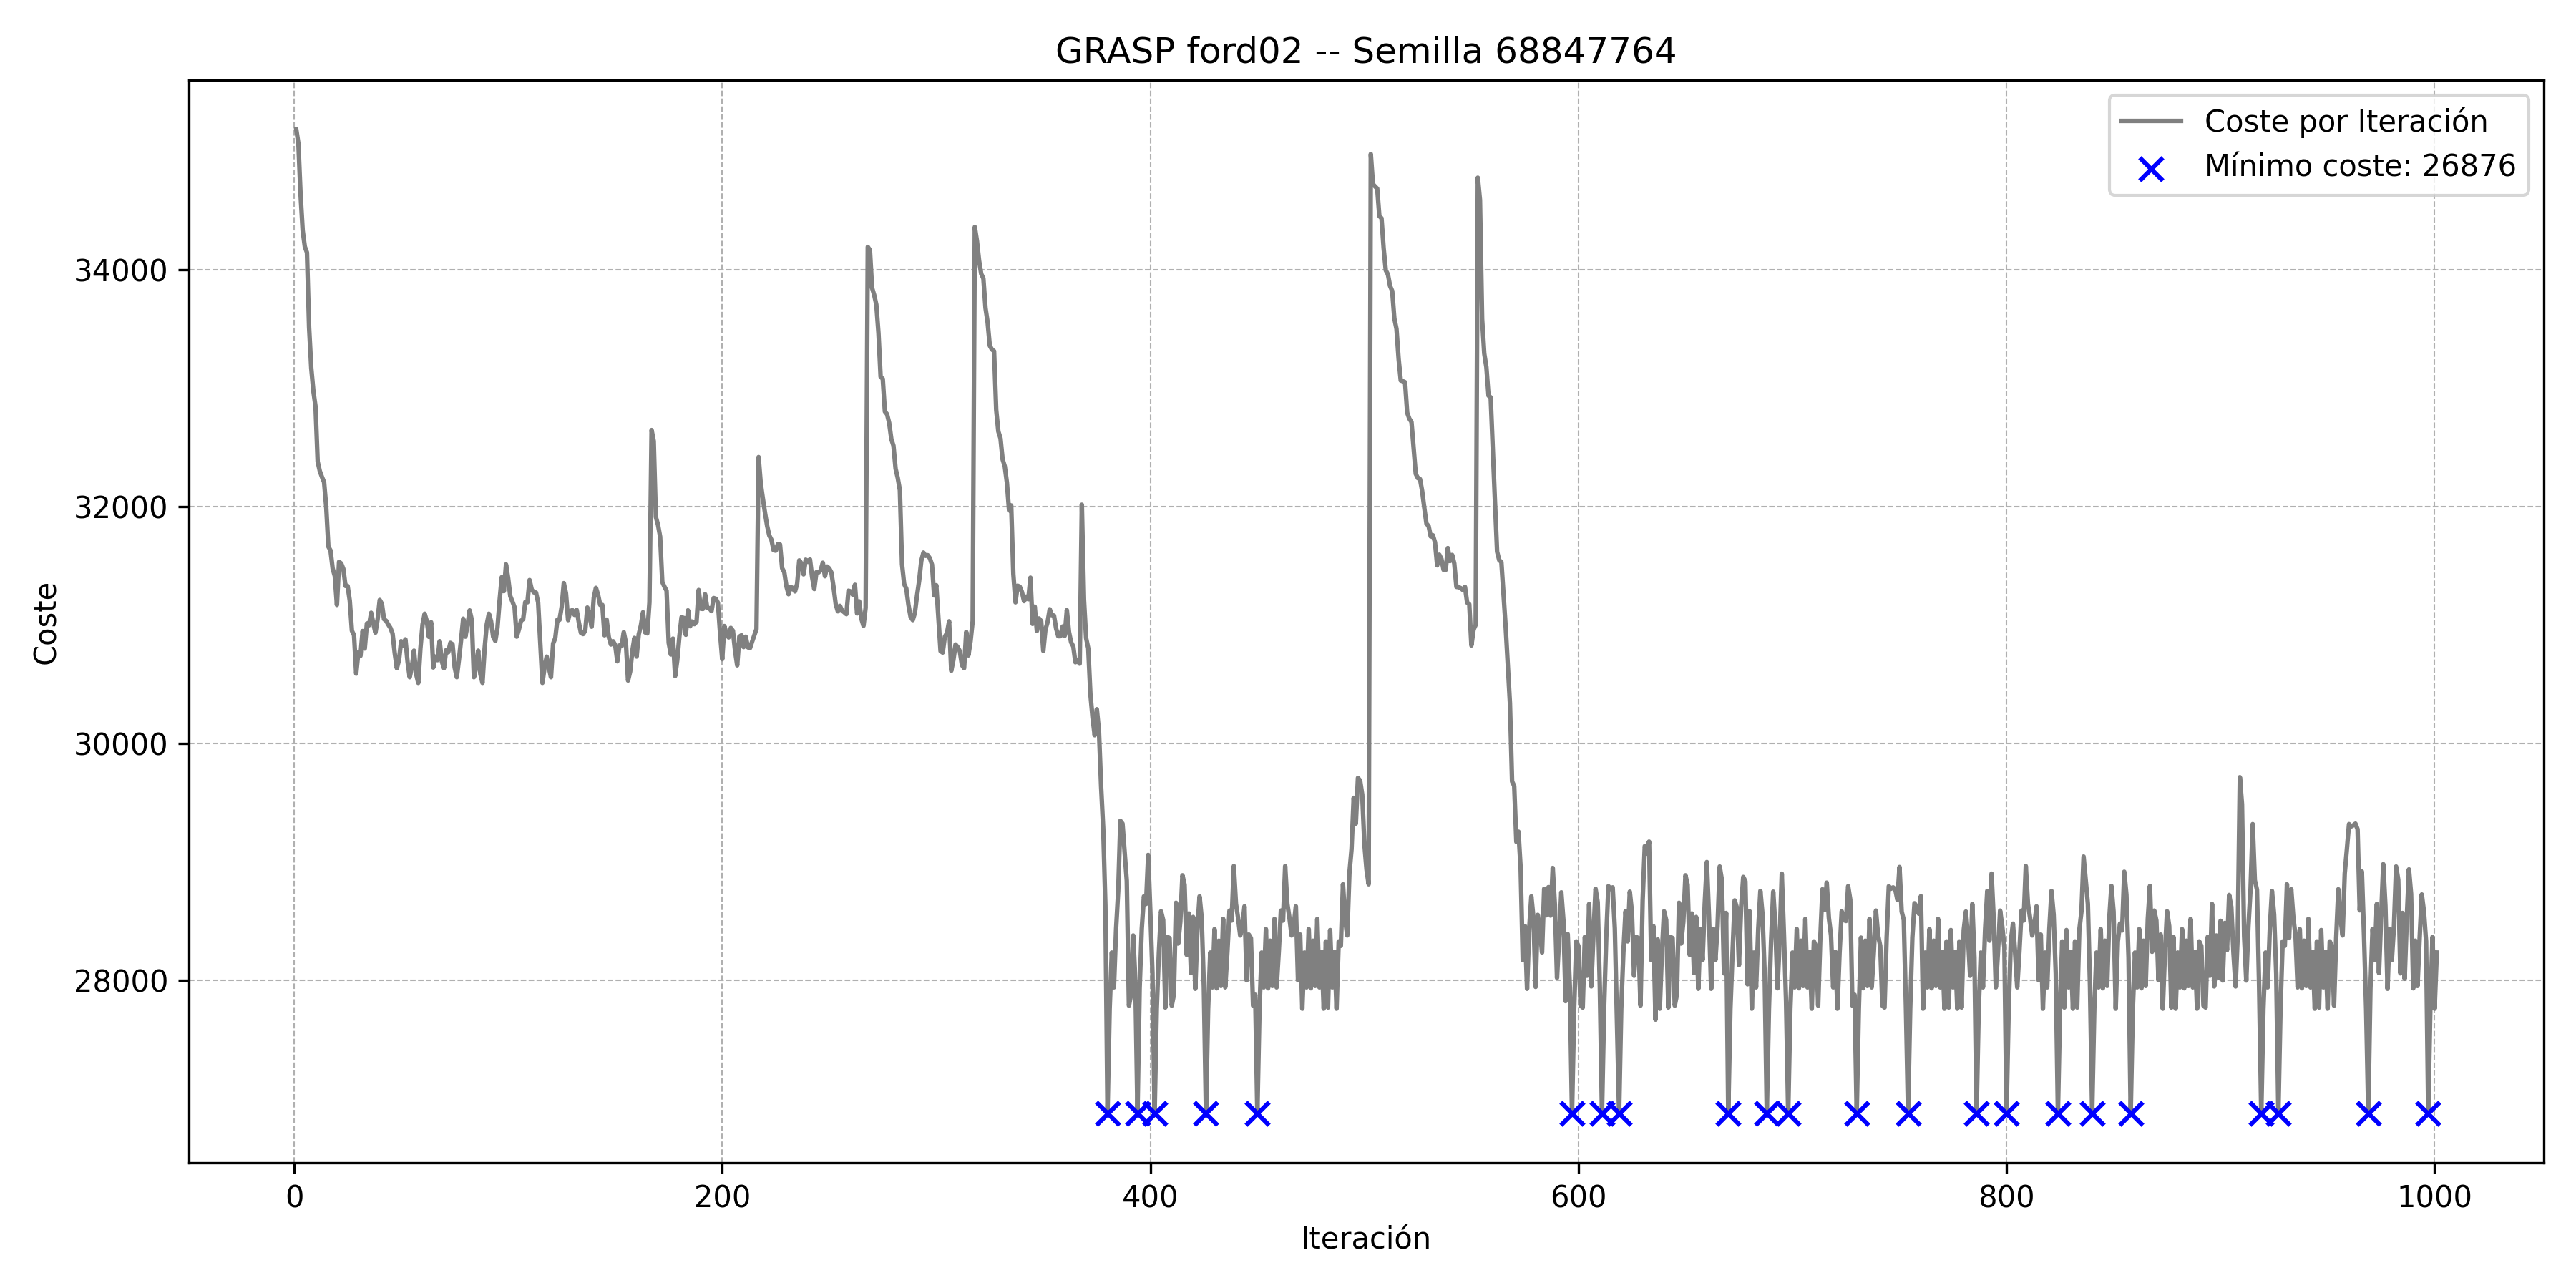 GRASP ford02 -- Semilla 68847764
Coste por Iteración
Mínimo coste: 26876
34000
32000
30000
28000
Coste
0
200
400
600
800
1000
Iteración